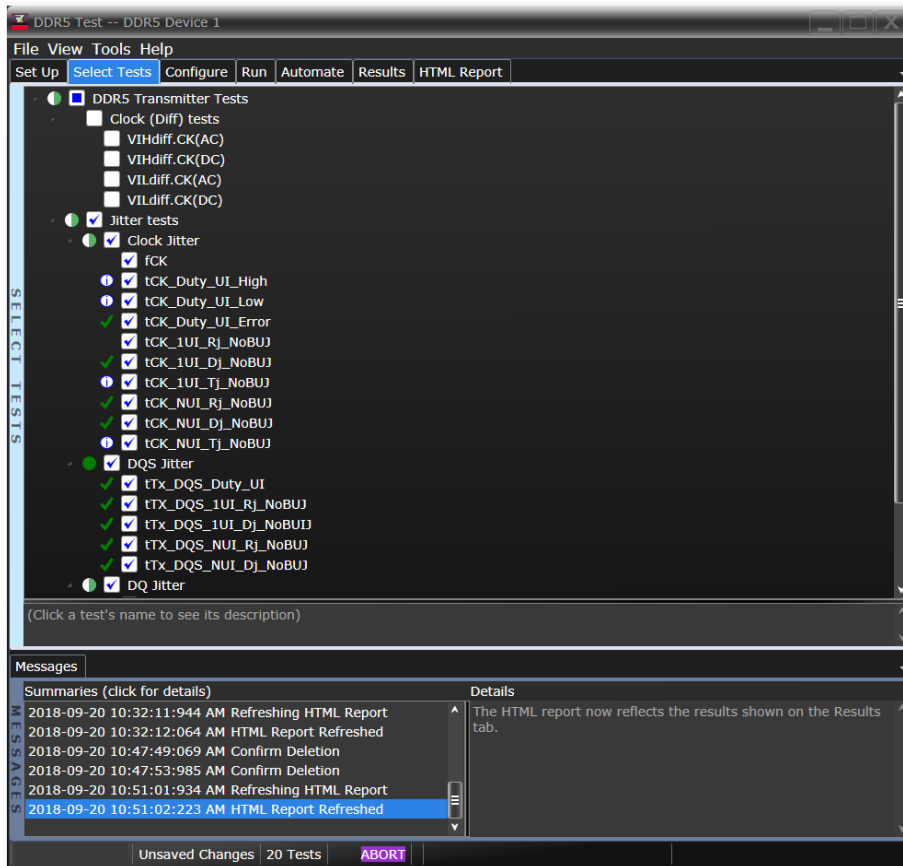 DDR5 Test -- DDR5 Device 1
File View Tools Help
Set Up Select Tests Configure Run Automate Results HTML Report
SELECT TESTS
DDR5 Transmitter Tests
Clock (Diff) tests
VIHdiff.CK(AC)
VIHdiff.CK(DC)
VILdiff.CK(AC)
VILdiff.CK(DC)
Jitter tests
Clock Jitter
fCK
tCK_Duty_UI_High
tCK_Duty_UI_Low
tCK_Duty_UI_Error
tCK_1UI_Rj_NoBUJ
tCK_1UI_Dj_NoBUJ
tCK_1UI_Tj_NoBUJ
tCK_NUI_Rj_NoBUJ
tCK_NUI_Dj_NoBUJ
tCK_NUI_Tj_NoBUJ
DQS Jitter
tTx_DQS_Duty_UI
tTX_DQS_1UI_Rj_NoBUJ
tTx_DQS_1UI_Dj_NoBUIJ
tTX_DQS_NUI_Rj_NoBUJ
tTx_DQS_NUI_Dj_NoBUJ
DQ Jitter
(Click a test's name to see its description)
Messages
MESSAGES
Summaries (click for details)
2018-09-20 10:32:11:944 AM Refreshing HTML Report
2018-09-20 10:32:12:064 AM HTML Report Refreshed
2018-09-20 10:47:49:069 AM Confirm Deletion
2018-09-20 10:47:53:985 AM Confirm Deletion
2018-09-20 10:51:01:934 AM Refreshing HTML Report
2018-09-20 10:51:02:223 AM HTML Report Refreshed
Details
The HTML report now reflects the results shown on the Results
tab.
Unsaved Changes 20 Tests ABORT